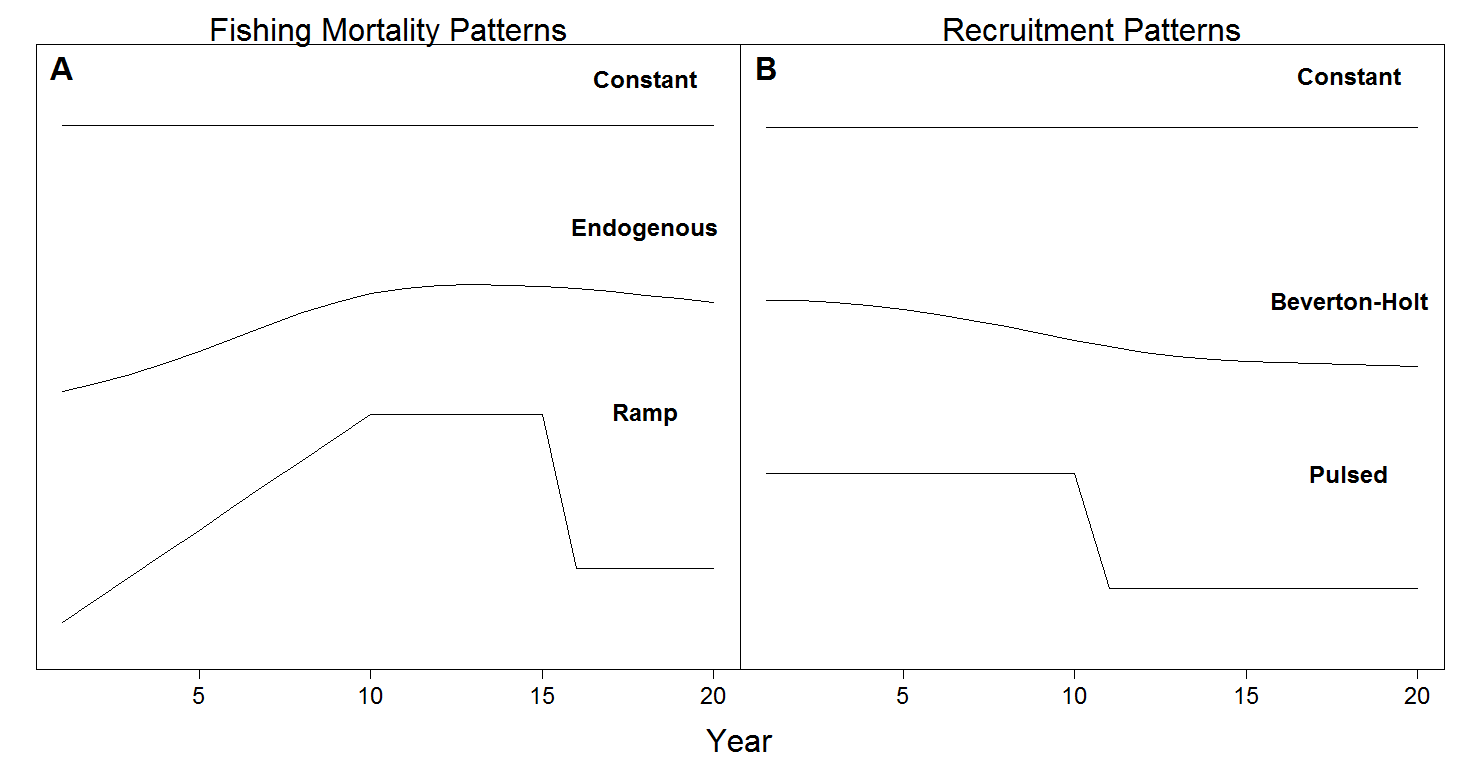 Fishing Mortality Patterns
Recruitment Patterns
A
Constant
Endogenous
Ramp
B
Constant
Beverton-Holt
Pulsed
5 10 15 20
5 10 15 20
Year